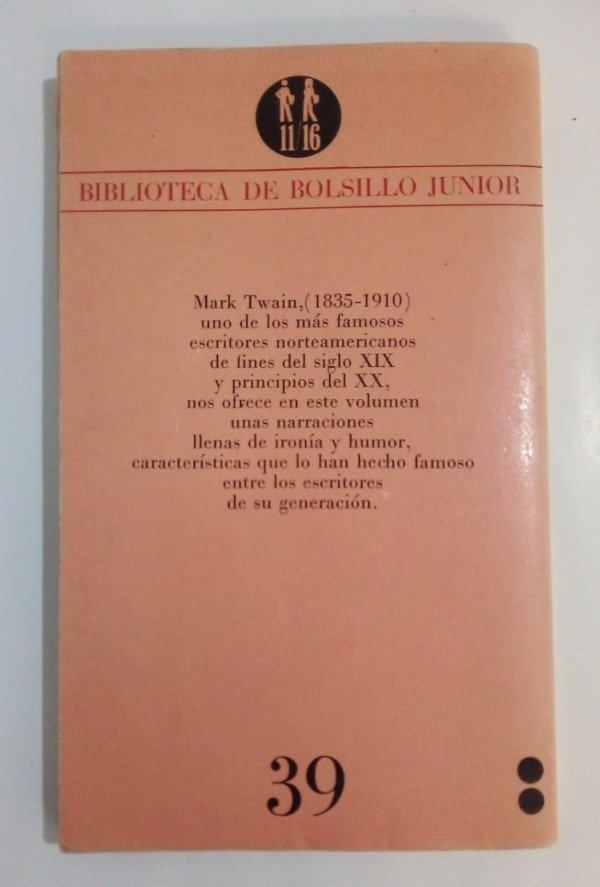 11/16
BIBLIOTECA DE BOLSILLO JUNIOR
Mark Twain,(1835-1910)
uno de los más famosos
escritores norteamericanos
de fines del siglo XIX
y principios del XX,
nos ofrece en este volumen
unas narraciones
llenas de ironía y humor,
características que lo han hecho famoso
entre los escritores
de su generación.
39